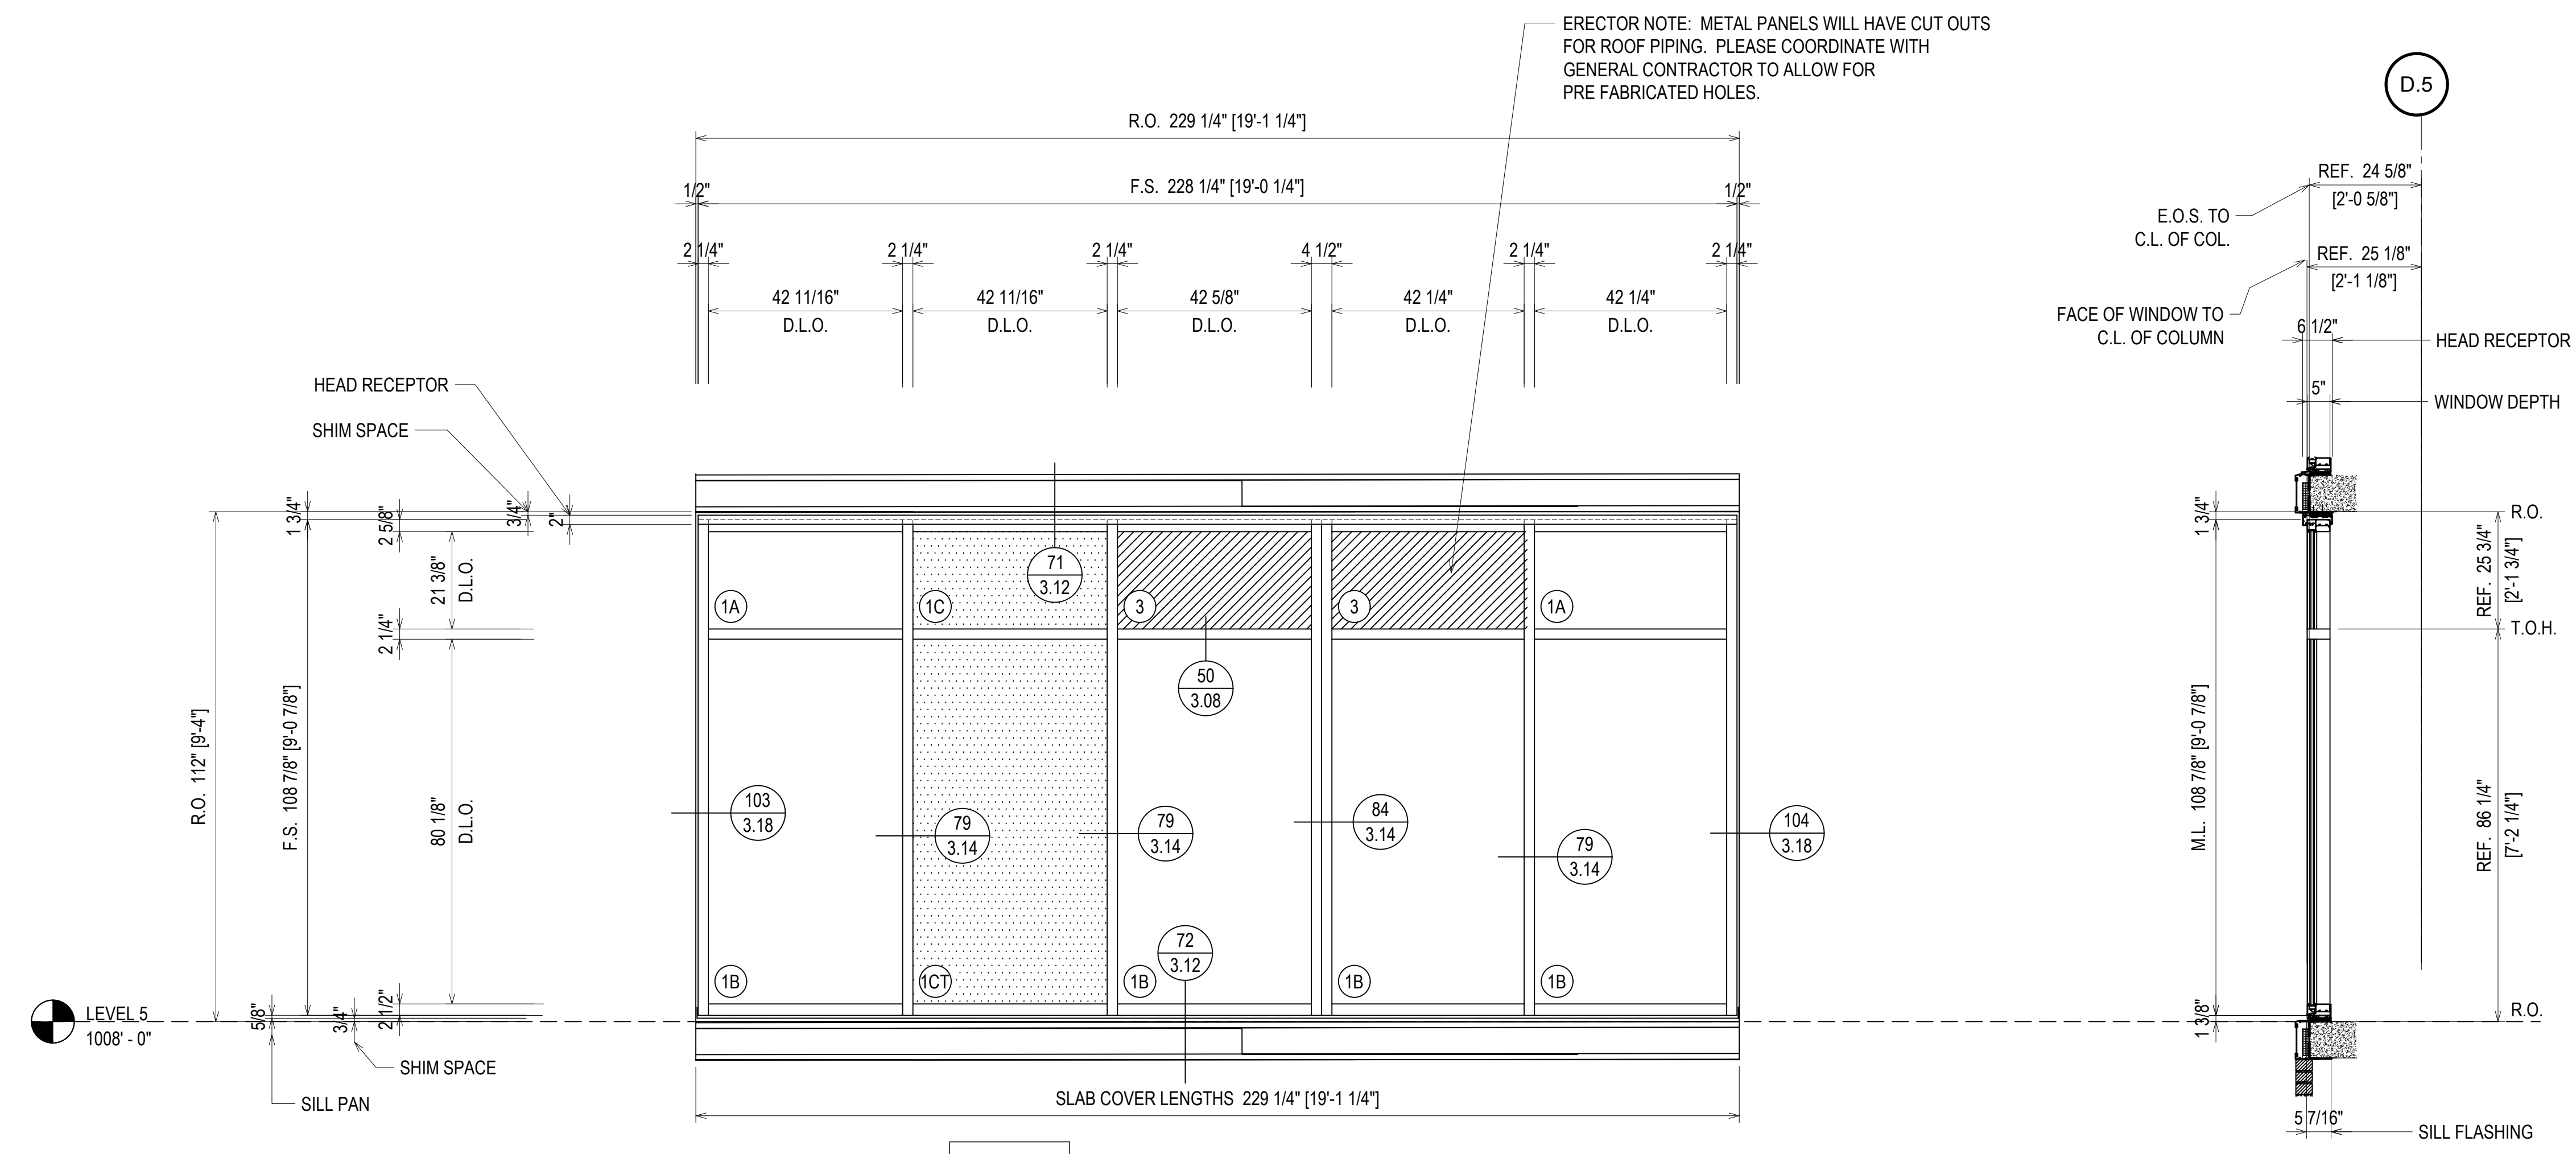 ERECTOR NOTE: METAL PANELS WILL HAVE CUT OUTS
FOR ROOF PIPING. PLEASE COORDINATE WITH
GENERAL CONTRACTOR TO ALLOW FOR
PRE FABRICATED HOLES.
D.5
R.O. 229 1/4" [19'-1 1/4"]
1/2"
F.S. 228 1/4" [19'-0 1/4"]
1/2"
2 1/4"
2 1/4"
2 1/4"
4 1/2"
2 1/4"
2 1/4"
42 11/16"
D.L.O.
42 11/16"
D.L.O.
42 5/8"
D.L.O.
42 1/4"
D.L.O.
42 1/4"
D.L.O.
REF. 24 5/8"
[2'-0 5/8"]
E.O.S. TO
C.L. OF COL.
REF. 25 1/8"
[2'-1 1/8"]
FACE OF WINDOW TO
C.L. OF COLUMN
6 1/2"
HEAD RECEPTOR
5"
WINDOW DEPTH
HEAD RECEPTOR
SHIM SPACE
1 3/4"
2 5/8"
3/4"
2"
21 3/8"
D.L.O.
2 1/4"
R.O. 112" [9'-4"]
F.S. 108 7/8" [9'-0 7/8"]
80 1/8"
D.L.O.
5/8"
3/4"
2 1/2"
LEVEL 5
1008' - 0"
SHIM SPACE
SILL PAN
71
3.12
1A
1C
3
3
1A
50
3.08
103
3.18
79
3.14
79
3.14
84
3.14
79
3.14
104
3.18
72
3.12
1B
1CT
1B
1B
1B
SLAB COVER LENGTHS 229 1/4" [19'-1 1/4"]
1 3/4"
R.O.
REF. 25 3/4"
[2'-1 3/4"]
T.O.H.
M.L. 108 7/8" [9'-0 7/8"]
REF. 86 1/4"
[7'-2 1/4"]
1 3/8"
R.O.
5 7/16"
SILL FLASHING